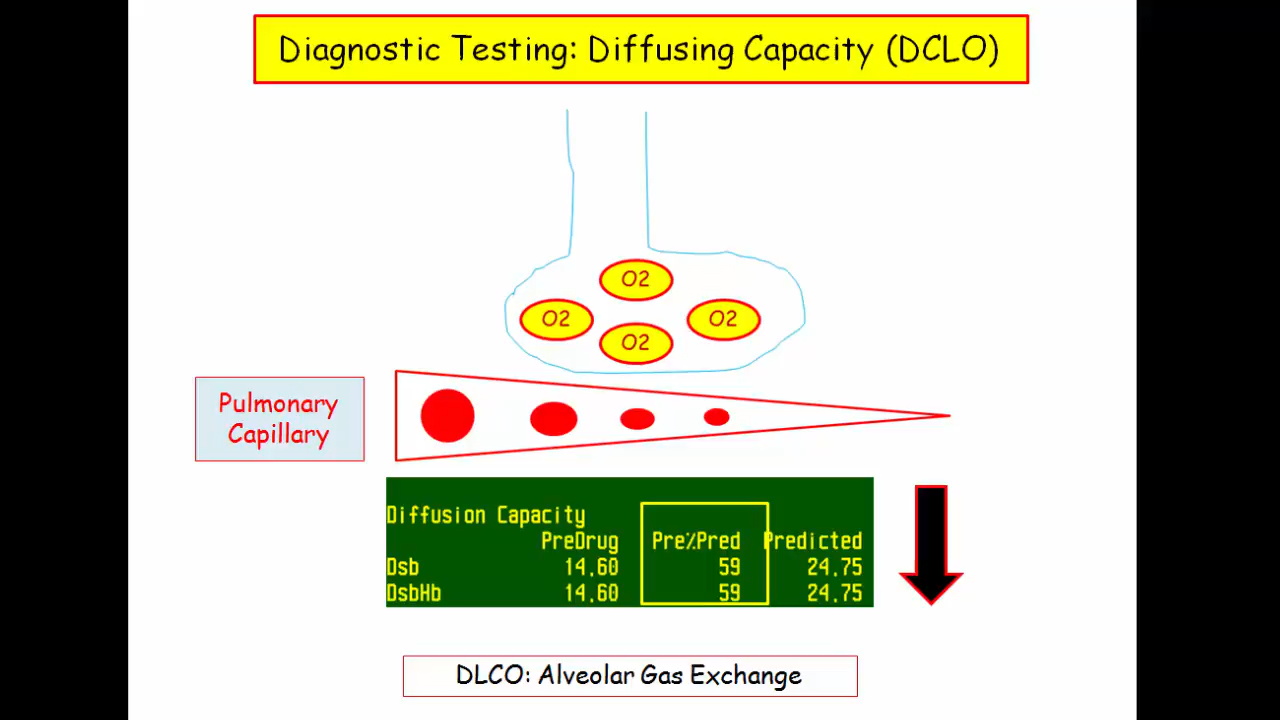 Diagnostic Testing: Diffusing Capacity (DCLO)
O2
O2
O2
O2
Pulmonary
Capillary
Diffusion Capacity
PreDrug Pre%Pred Predicted
Dsb 14.60 59 24.75
DsbHb 14.60 59 24.75
DLCO: Alveolar Gas Exchange